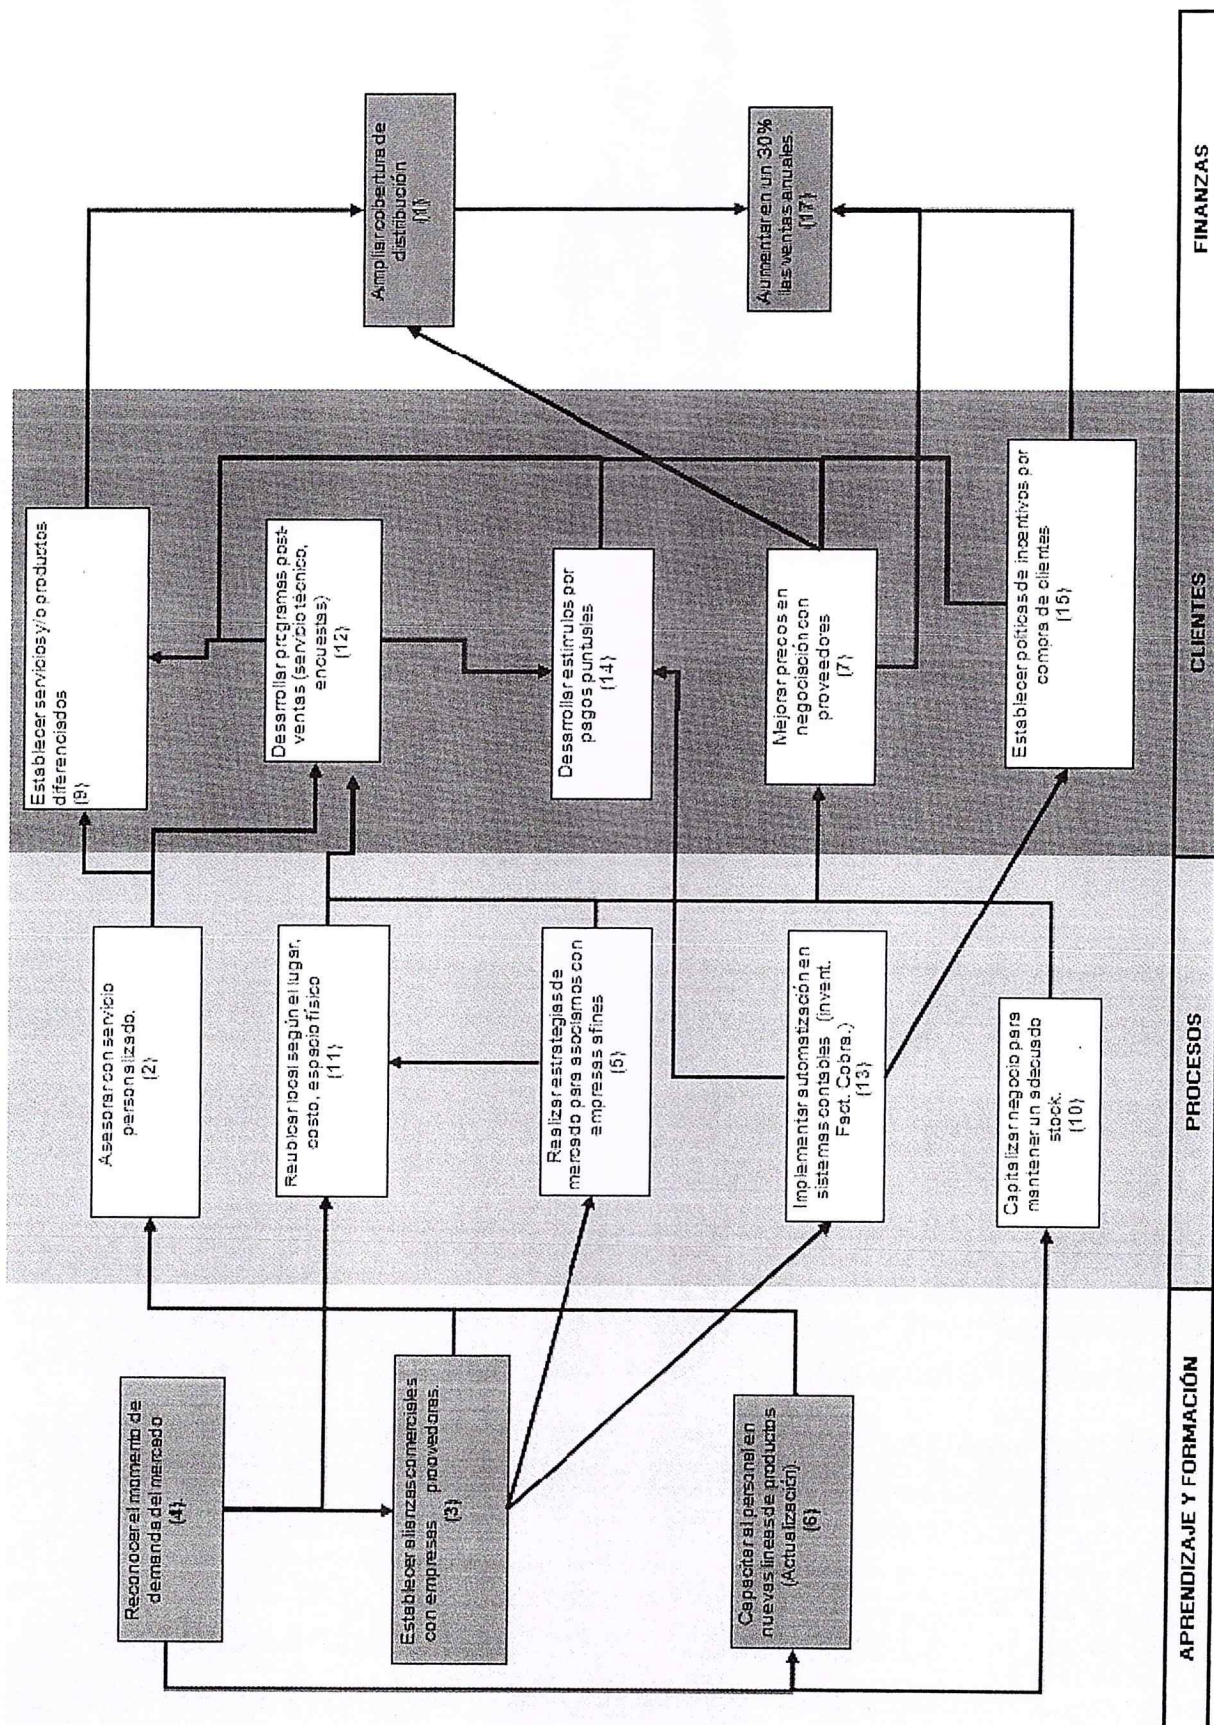 Reconocer el momento de
demanda del mercado
(4).
Establecer alianzas comerciales
con empresas proovedoras.
(3)
Capacitar al personal en
nuevas líneas de productos
(Actualización).
(6)
Asesorar con servicio
personalizado.
(2)
Reubicar local según el lugar,
costo, espacio físico
(11)
Realizar estrategias de
mercado para asociarnos con
empresas afines
(5)
Implementar automatización en
sistemas contables (invent.
Fact. Cobra.)
(13)
Capitalizar negocio para
mantener un adecuado
stock.
(10)
Establecer servicios y/o productos
diferenciados
(9)
Desarrollar programas post-
ventas (servicio técnico,
encuestas)
(12)
Desarrollar estímulos por
pagos puntuales
(14)
Mejorar precios en
negociación con
proveedores
(7)
Establecer políticas de incentivos por
compra de clientes
(15)
Ampliar cobertura de
distribución
(1)
Aumentar en un 30%
las ventas anuales.
(17)
APRENDIZAJE Y FORMACIÓN
PROCESOS
CLIENTES
FINANZAS